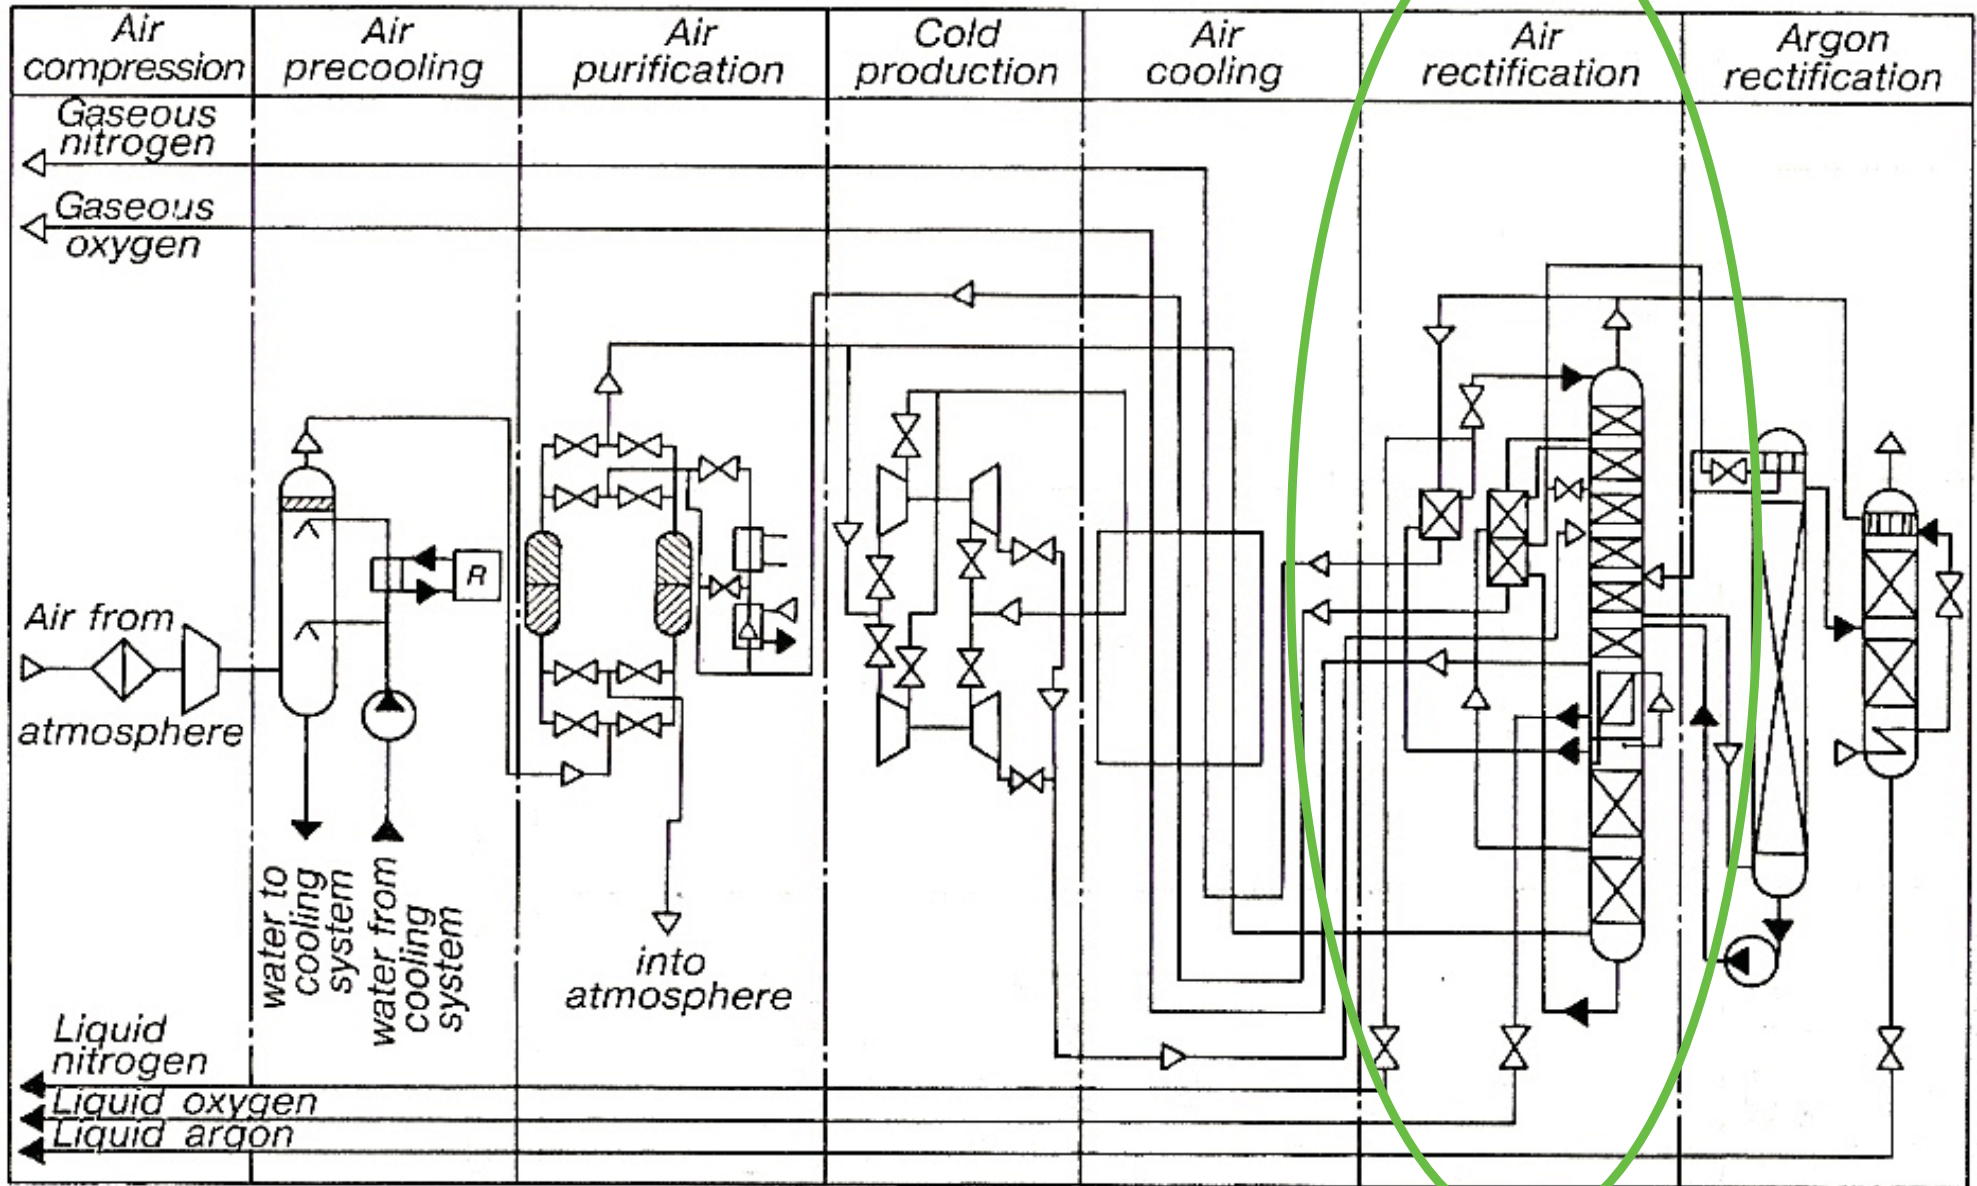 Air
compression
Air
precooling
Air
purification
Cold
production
Air
cooling
Air
rectification
Argon
rectification
Gaseous
nitrogen
Gaseous
oxygen
R
Air from
atmosphere
water to
cooling
system
water from
cooling
system
into
atmosphere
Liquid
nitrogen
Liquid oxygen
Liquid argon